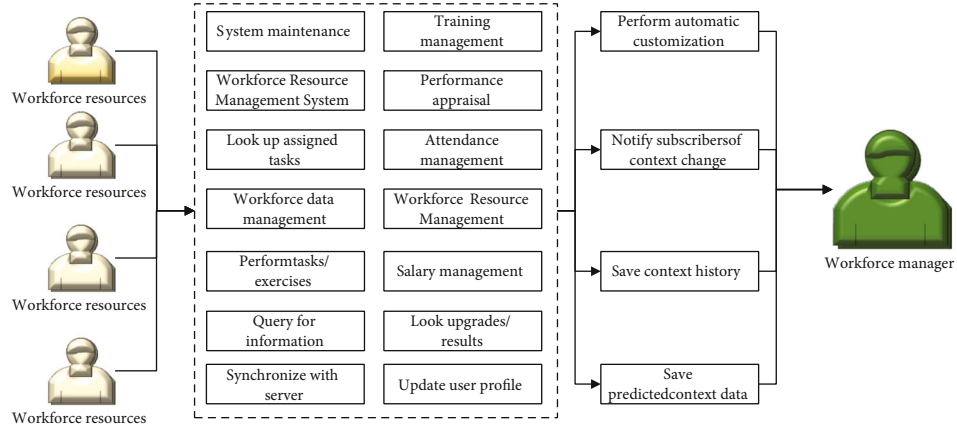 Workforce resources
Workforce resources
Workforce resources
Workforce resources
System maintenance
Workforce Resource
Management System
Look up assigned
tasks
Workforce data
management
Performtasks/
exercises
Query for
information
Synchronize with
server
Training
management
Performance
appraisal
Attendance
management
Workforce Resource
Management
Salary management
Look upgrades/
results
Update user profile
Perform automatic
customization
Notify subscribersof
context change
Save context history
Save
predictedcontext data
Workforce manager